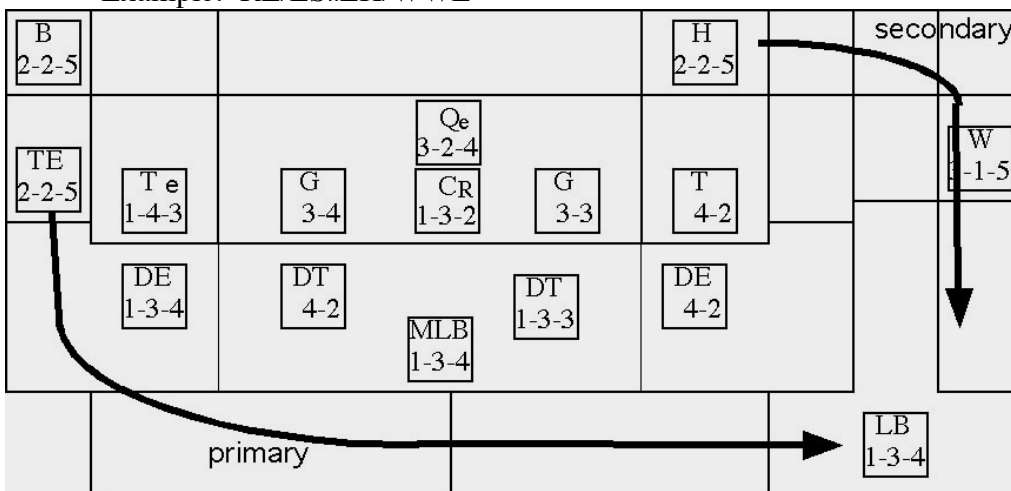 Example:
B
2-2-5
H
2-2-5
secondary
Qe
3-2-4
W
-1-5
TE
2-2-5
Te
1-4-3
G
3-4
CR
1-3-2
G
3-3
T
4-2
DE
1-3-4
DT
4-2
DT
1-3-3
DE
4-2
MLB
1-3-4
primary
LB
1-3-4